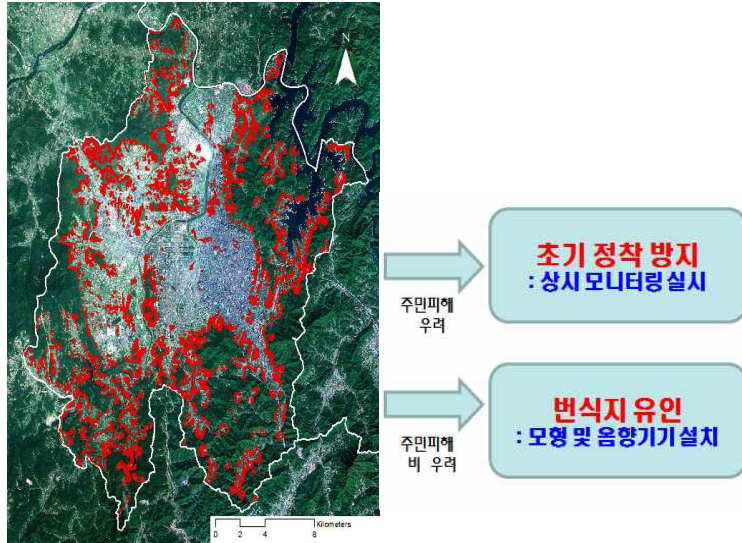 N
초기 정착 방지
: 상시 모니터링 실시
주민피해
우려
번식지 유인
: 모형 및 음향기기 설치
주민피해
비 우려
Kilometers
0 2 4 8